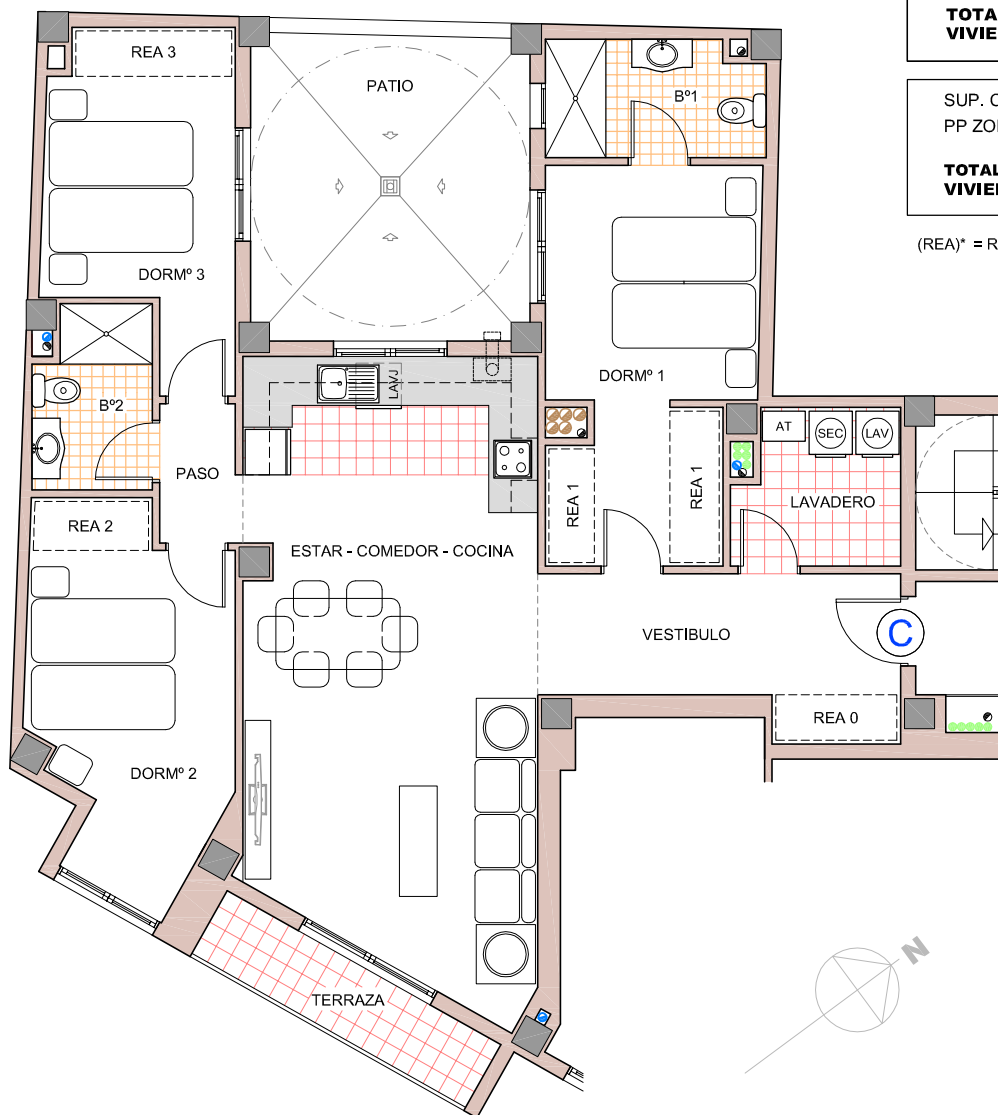 TOTA
VIVIE
SUP. C
PP ZO
TOTAL
VIVIE
(REA)* = R
REA 3
PATIO
Bº1
DORMº 3
LAVJ
DORMº 1
Bº2
AT
SEC
LAV
PASO
REA 1
REA 1
LAVADERO
REA 2
ESTAR - COMEDOR - COCINA
VESTIBULO
C
REA 0
DORMº 2
TERRAZA
N